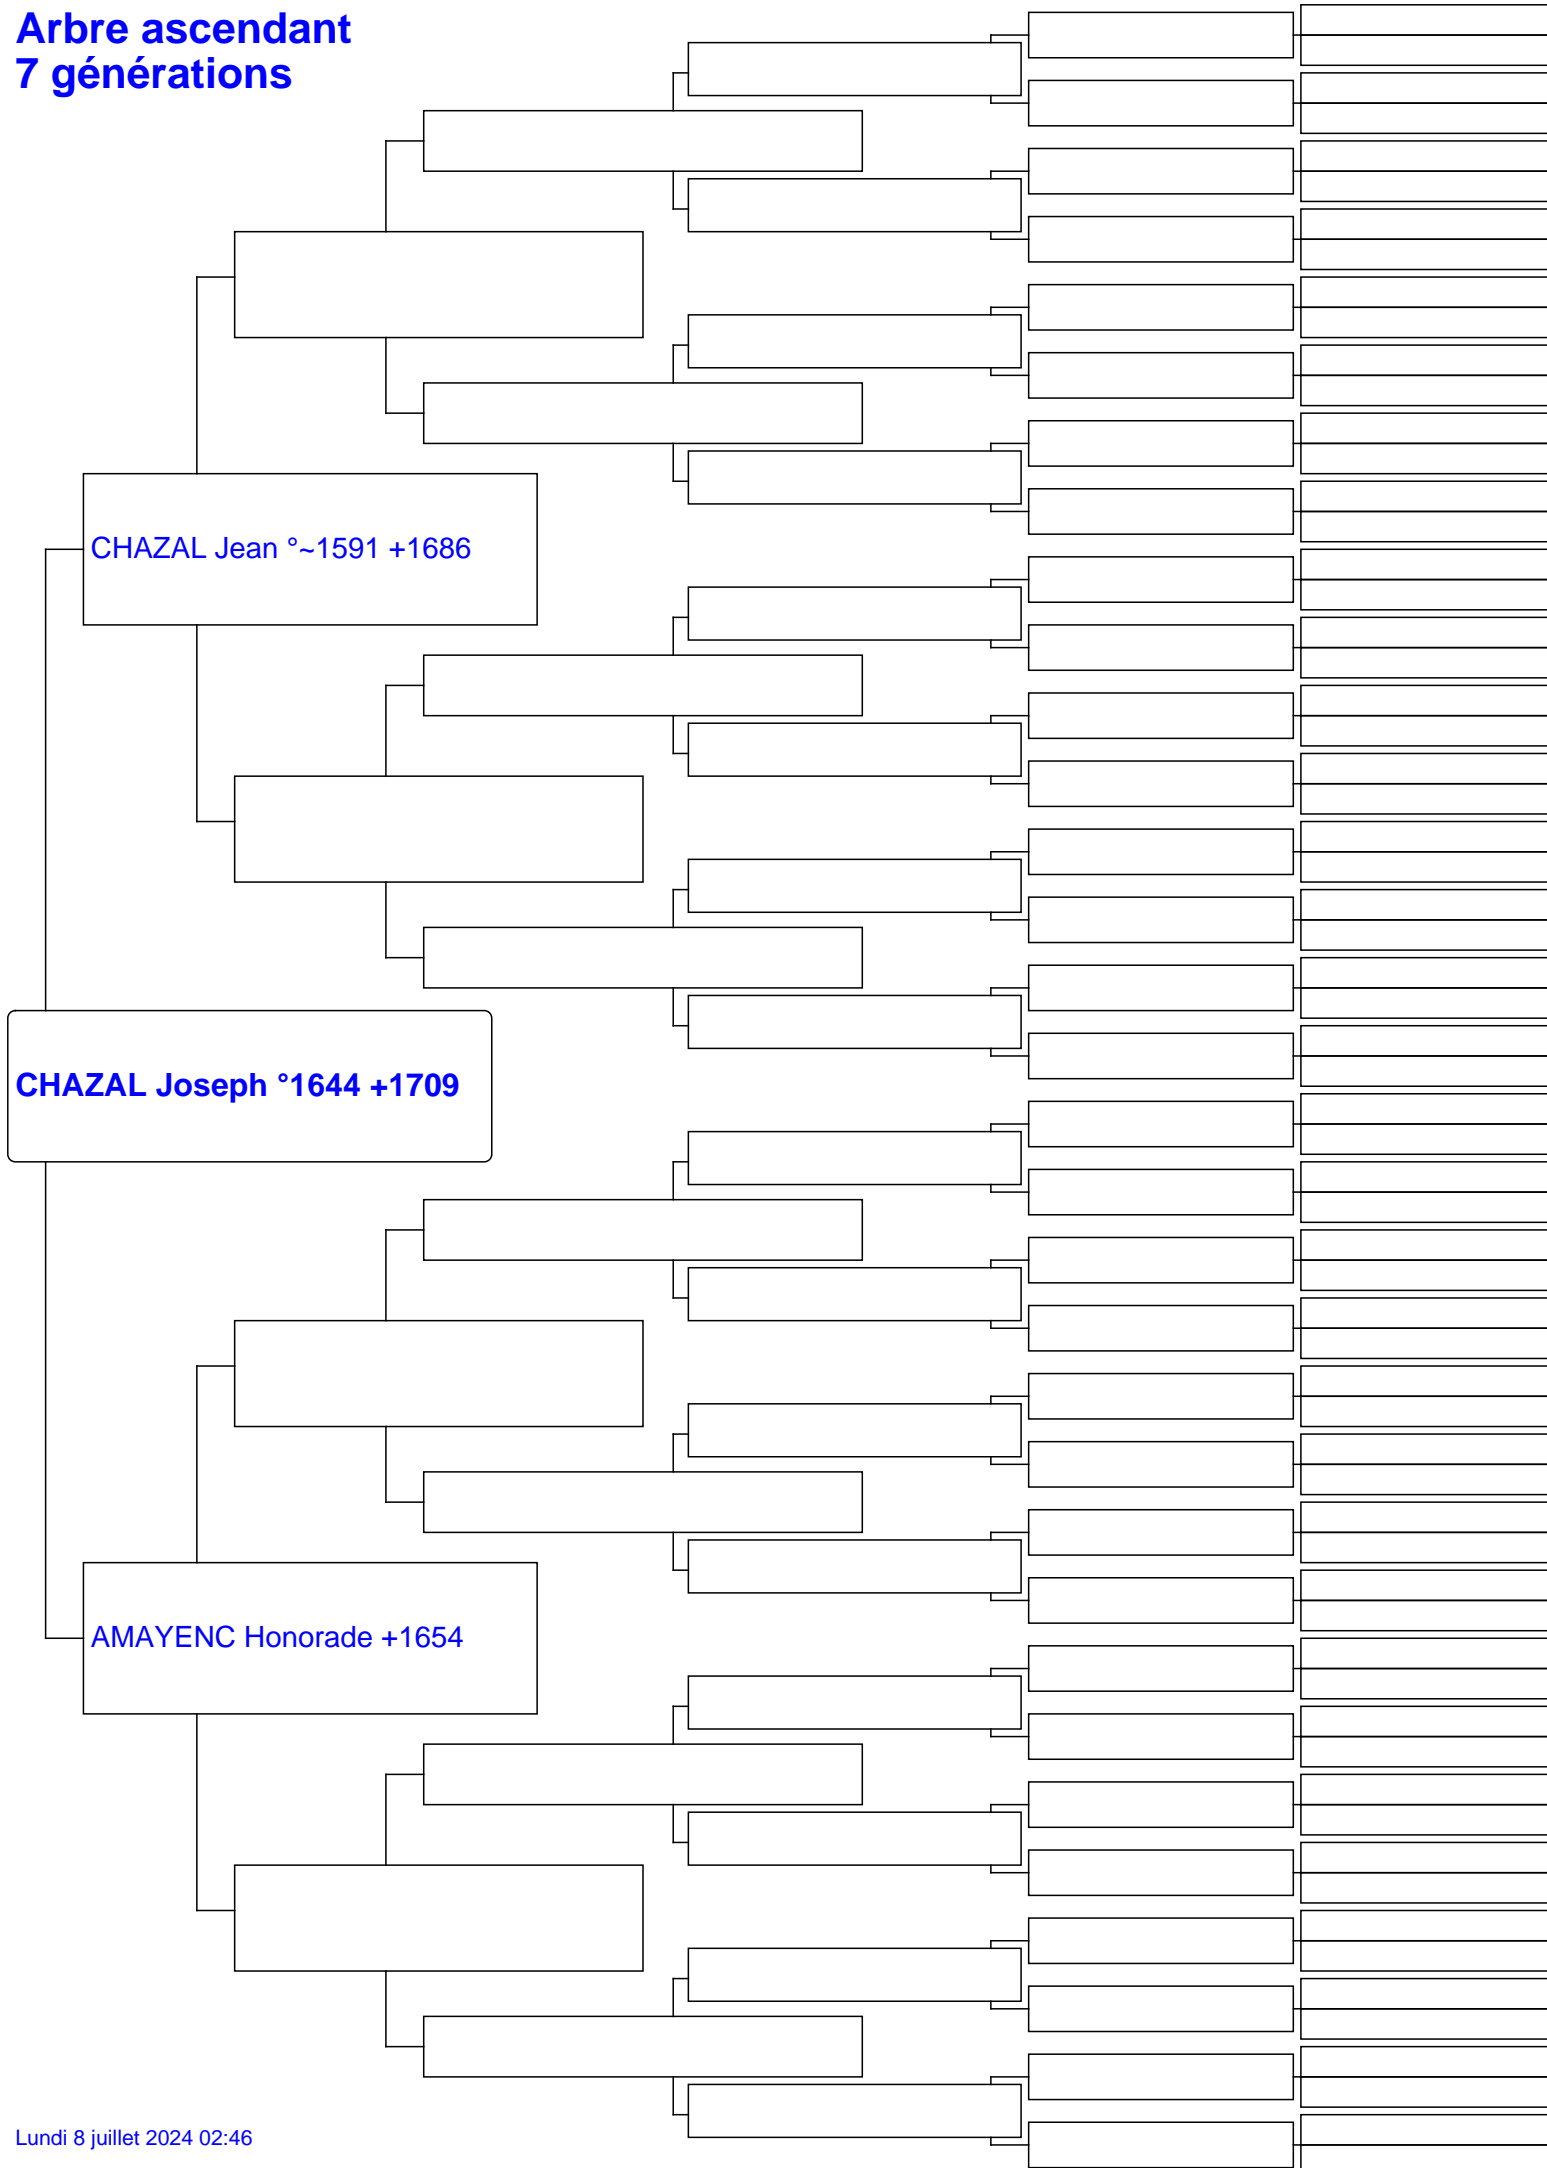 Arbre ascendant
7 générations
CHAZAL Jean °~1591 +1686
CHAZAL Joseph °1644 +1709
AMAYENC Honorade +1654
Lundi 8 juillet 2024 02:46